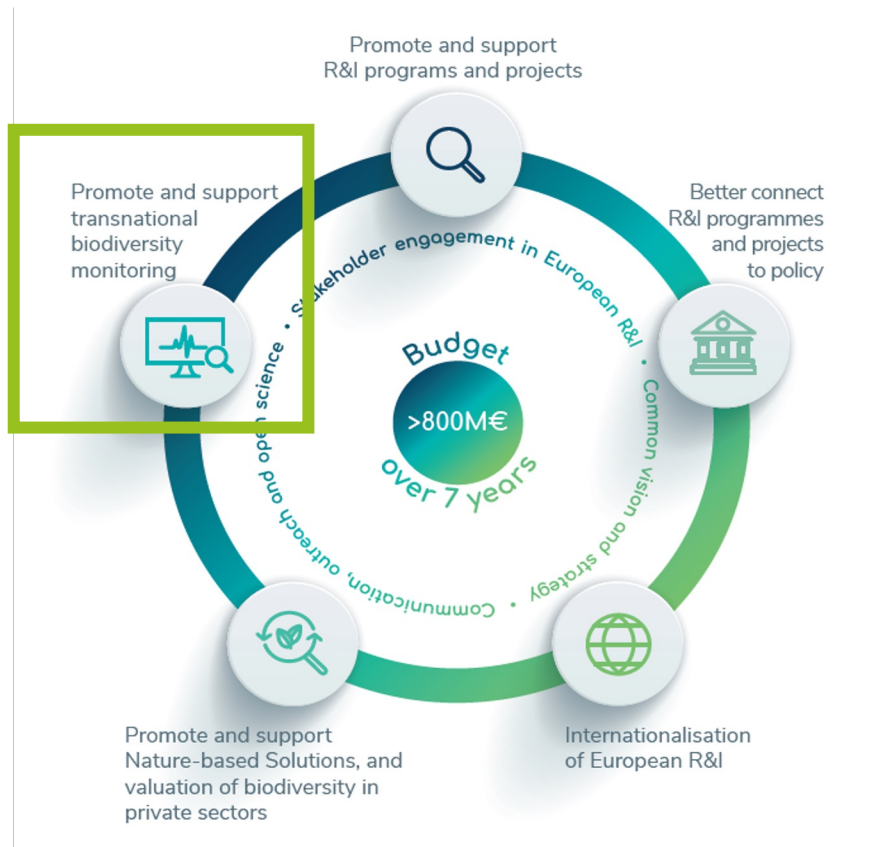 Promote and support
R&I programs and projects
Promote and support
transnational
biodiversity
monitoring
Better connect
R&I programmes
and projects
to policy
Stakeholder engagement in European R&I •
Common vision and strategy •
Communication, outreach and open science •
Budget
>800M€
over 7 years
Promote and support
Nature-based Solutions, and
valuation of biodiversity in
private sectors
Internationalisation
of European R&I